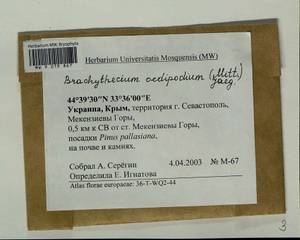 Herbarium MW, Bryophyta
Herbarium Universitatis Mosquensis (MW)
Brachythecium oedipodium (Mitt.)
Jaeg.
44°39'30"N 33°36'00"E
Украина, Крым, территория г. Севастополь,
Мекензиевы Горы,
0,5 км к СВ от ст. Мекензиевы Горы,
посадки Pinus pallasiana,
на почве и камнях.
Собрал А. Серёгин 4.04.2003 № М-67
Определила Е. Игнатова
Atlas florae europaeae: 36-T-WQ2-44
3